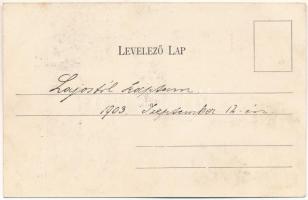 LEVELEZŐ LAP
Lajostól kaptam
1903. Szeptember 12-én